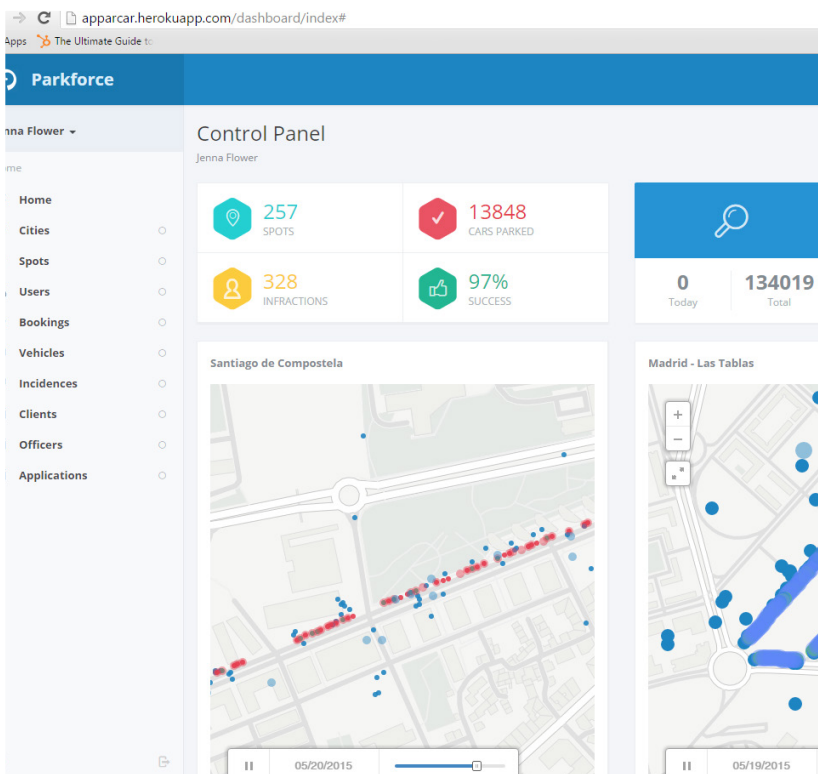 apparcar.herokuapp.com/dashboard/index#
Apps The Ultimate Guide to
Parkforce
nna Flower
Control Panel
Jenna Flower
ome
Home
Cities
Spots
Users
Bookings
Vehicles
Incidences
Clients
Officers
Applications
257
SPOTS
13848
CARS PARKED
328
INFRACTIONS
97%
SUCCESS
0
Today
134019
Total
Santiago de Compostela
05/20/2015
Madrid - Las Tablas
+
−
05/19/2015